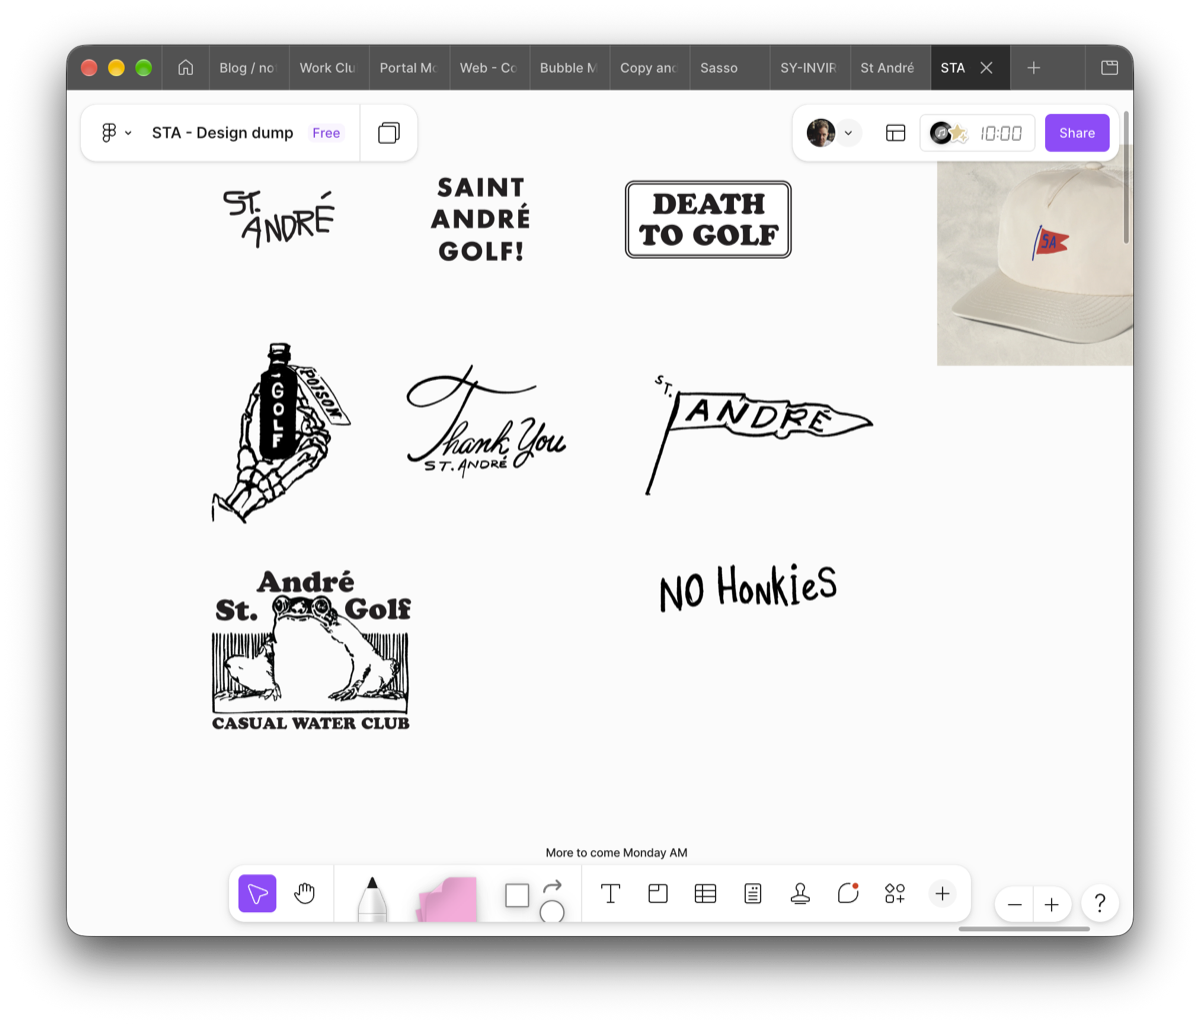 Blog / no
Work Clu
Portal Mc
Web - Co
Bubble M
Copy and
Sasso
SY-INVIR
St André
STA
STA - Design dump
Free
10:00
Share
ST.
ANDRÉ
SAINT
ANDRÉ
GOLF!
DEATH
TO GOLF
SA
GOLF
POISON
Thank You
ST. ANDRÉ
ST.
ANDRÉ
André
St. Golf
CASUAL WATER CLUB
NO HonKieS
More to come Monday AM
T
?